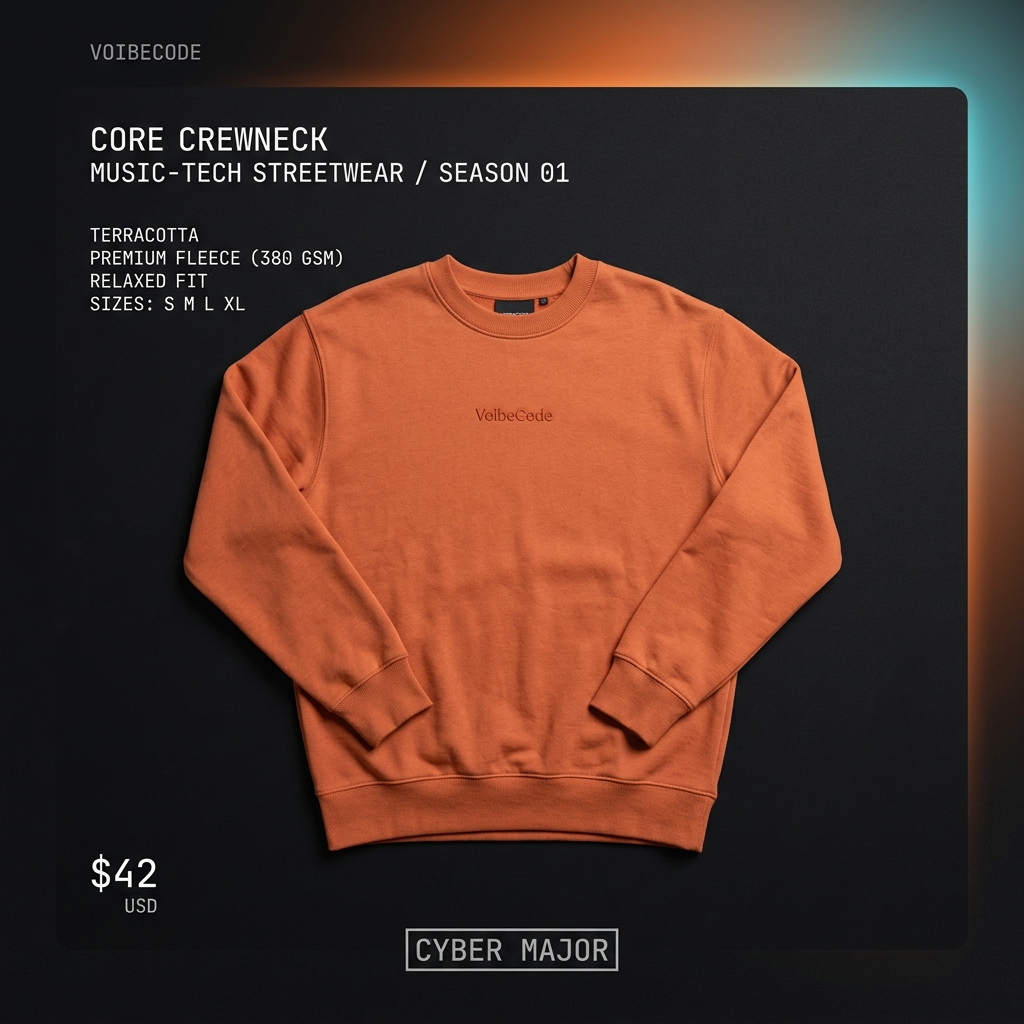 VOIBECODE
CORE CREWNECK
MUSIC-TECH STREETWEAR / SEASON 01
TERRACOTTA
PREMIUM FLEECE (380 GSM)
RELAXED FIT
SIZES: S M L XL
VoibeCode
$42
USD
CYBER MAJOR